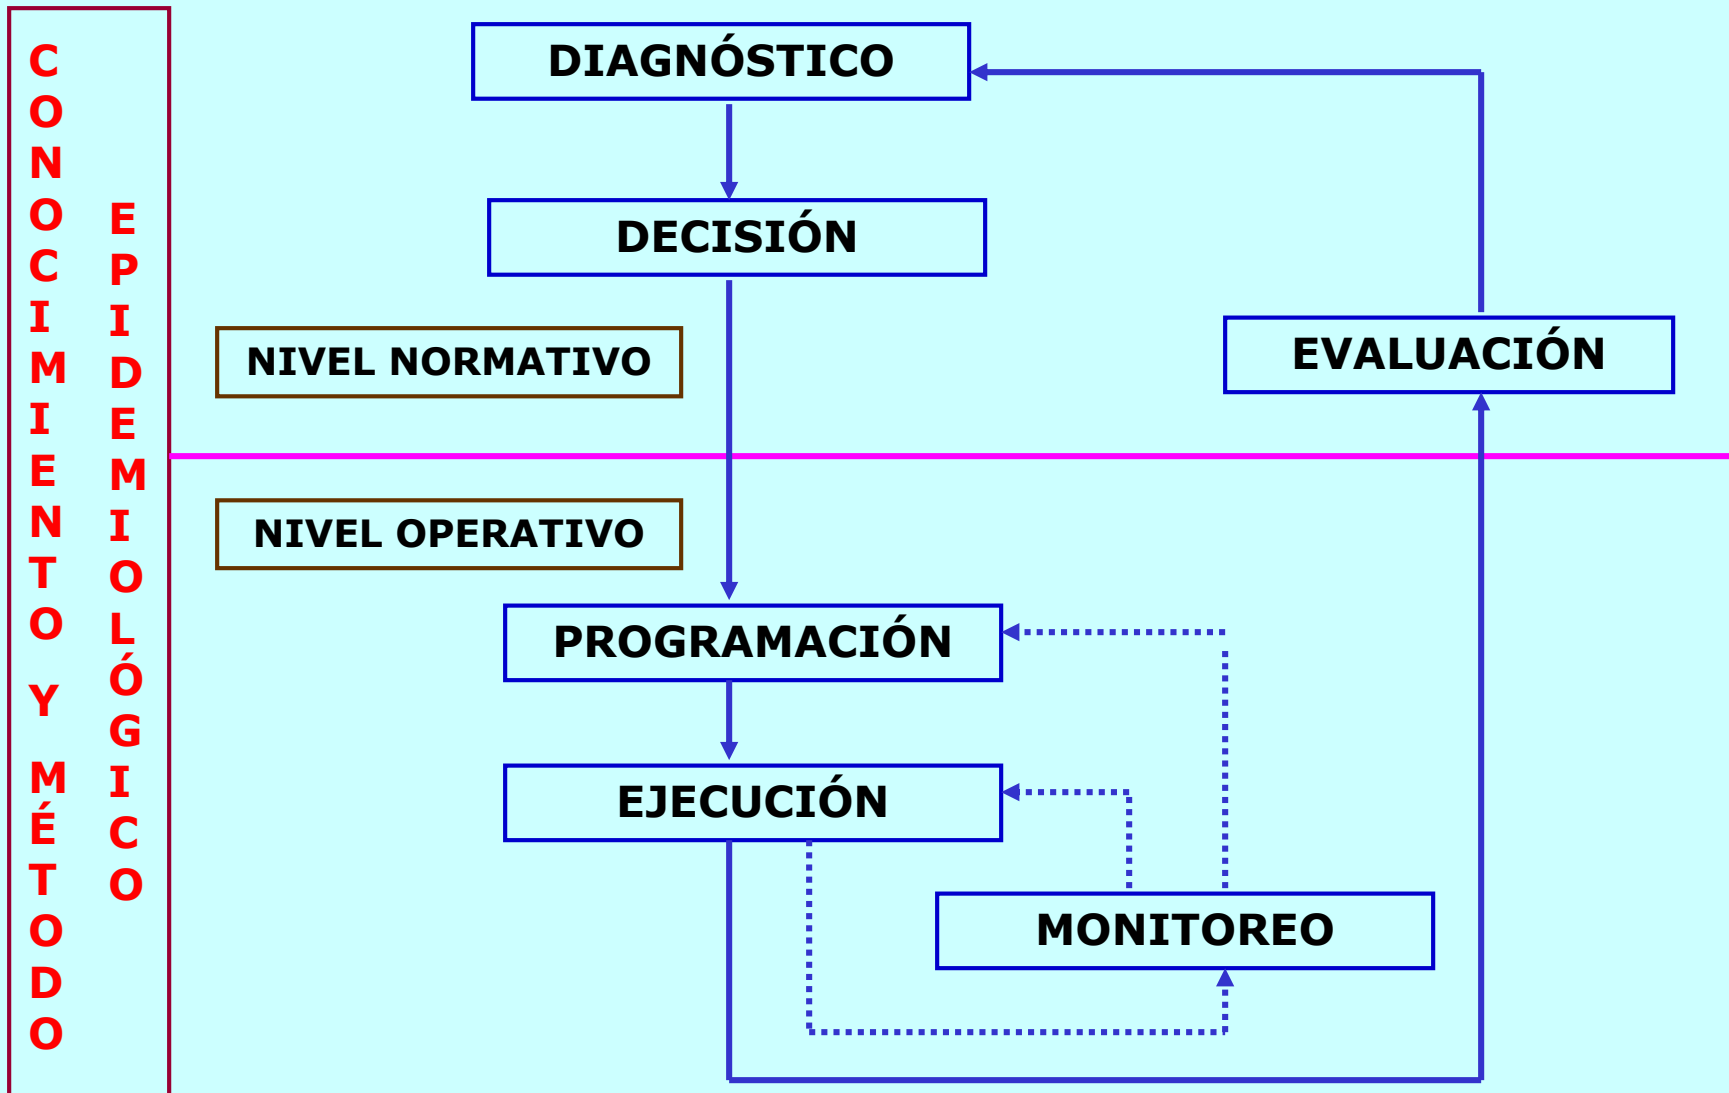 CONOCIMIENTO Y MÉTODO
EPIDEMIOLÓGICO
DIAGNÓSTICO
DECISIÓN
NIVEL NORMATIVO
EVALUACIÓN
NIVEL OPERATIVO
PROGRAMACIÓN
EJECUCIÓN
MONITOREO